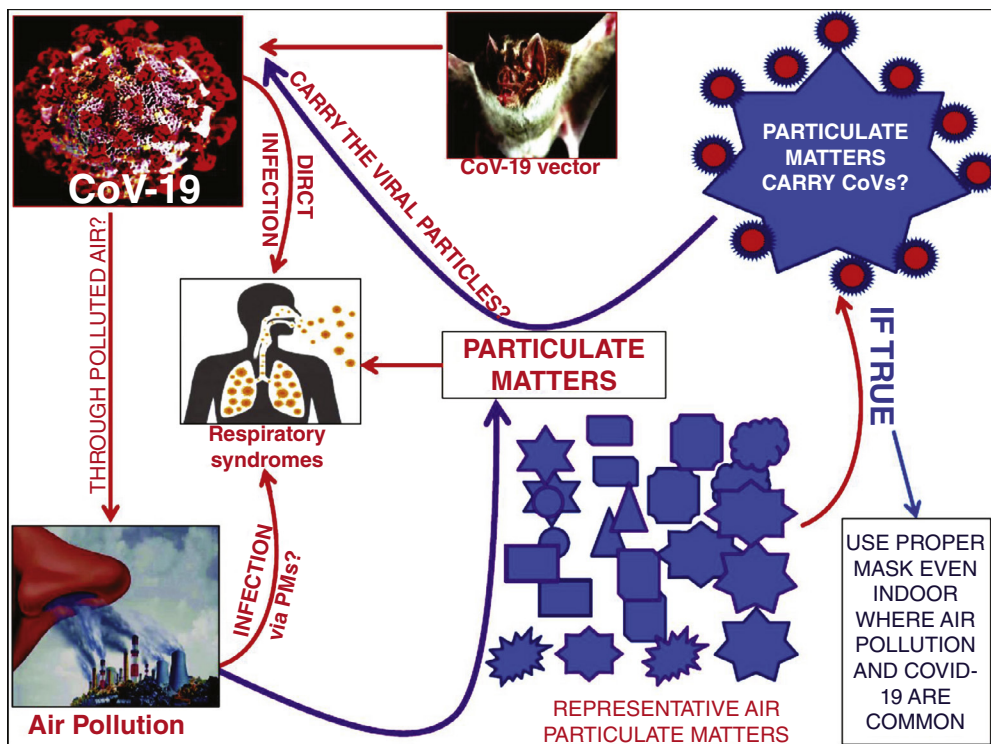 CoV-19
CoV-19 vector
PARTICULATE
MATTERS
CARRY CoVs?
DIRCT
INFECTION
CARRY THE VIRAL PARTICLES?
THROUGH POLLUTED AIR?
PARTICULATE
MATTERS
IF TRUE
Respiratory
syndromes
INFECTION
via PMs?
USE PROPER
MASK EVEN
INDOOR
WHERE AIR
POLLUTION
AND COVID-
19 ARE
COMMON
Air Pollution
REPRESENTATIVE AIR
PARTICULATE MATTERS